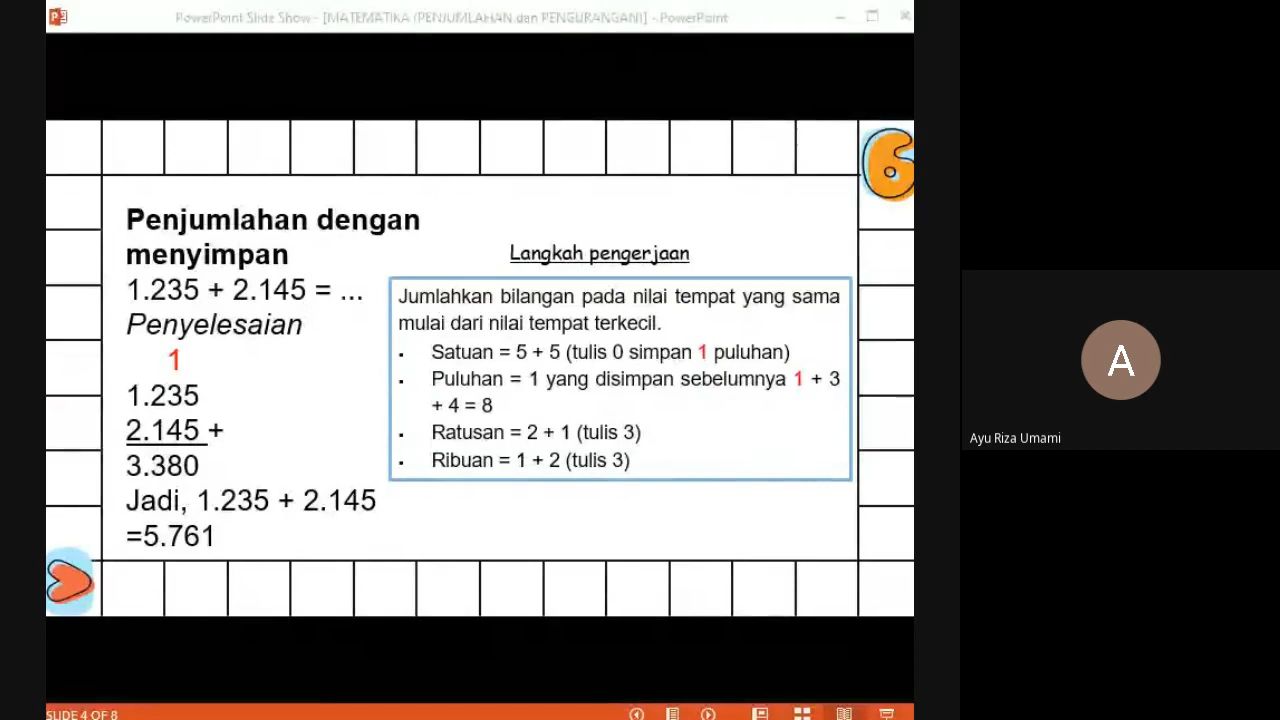 PowerPoint Slide Show - [MATEMATIKA (PENJUMLAHAN dan PENGURANGAN)] - PowerPoint
6
Penjumlahan dengan
menyimpan
1.235 + 2.145 = ...
Penyelesaian
1
1.235
2.145 +
3.380
Jadi, 1.235 + 2.145
=5.761
Langkah pengerjaan
Jumlahkan bilangan pada nilai tempat yang sama
mulai dari nilai tempat terkecil.
▪ Satuan = 5 + 5 (tulis 0 simpan 1 puluhan)
▪ Puluhan = 1 yang disimpan sebelumnya 1 + 3
+ 4 = 8
▪ Ratusan = 2 + 1 (tulis 3)
▪ Ribuan = 1 + 2 (tulis 3)
A
Ayu Riza Umami
SLIDE 4 OF 8